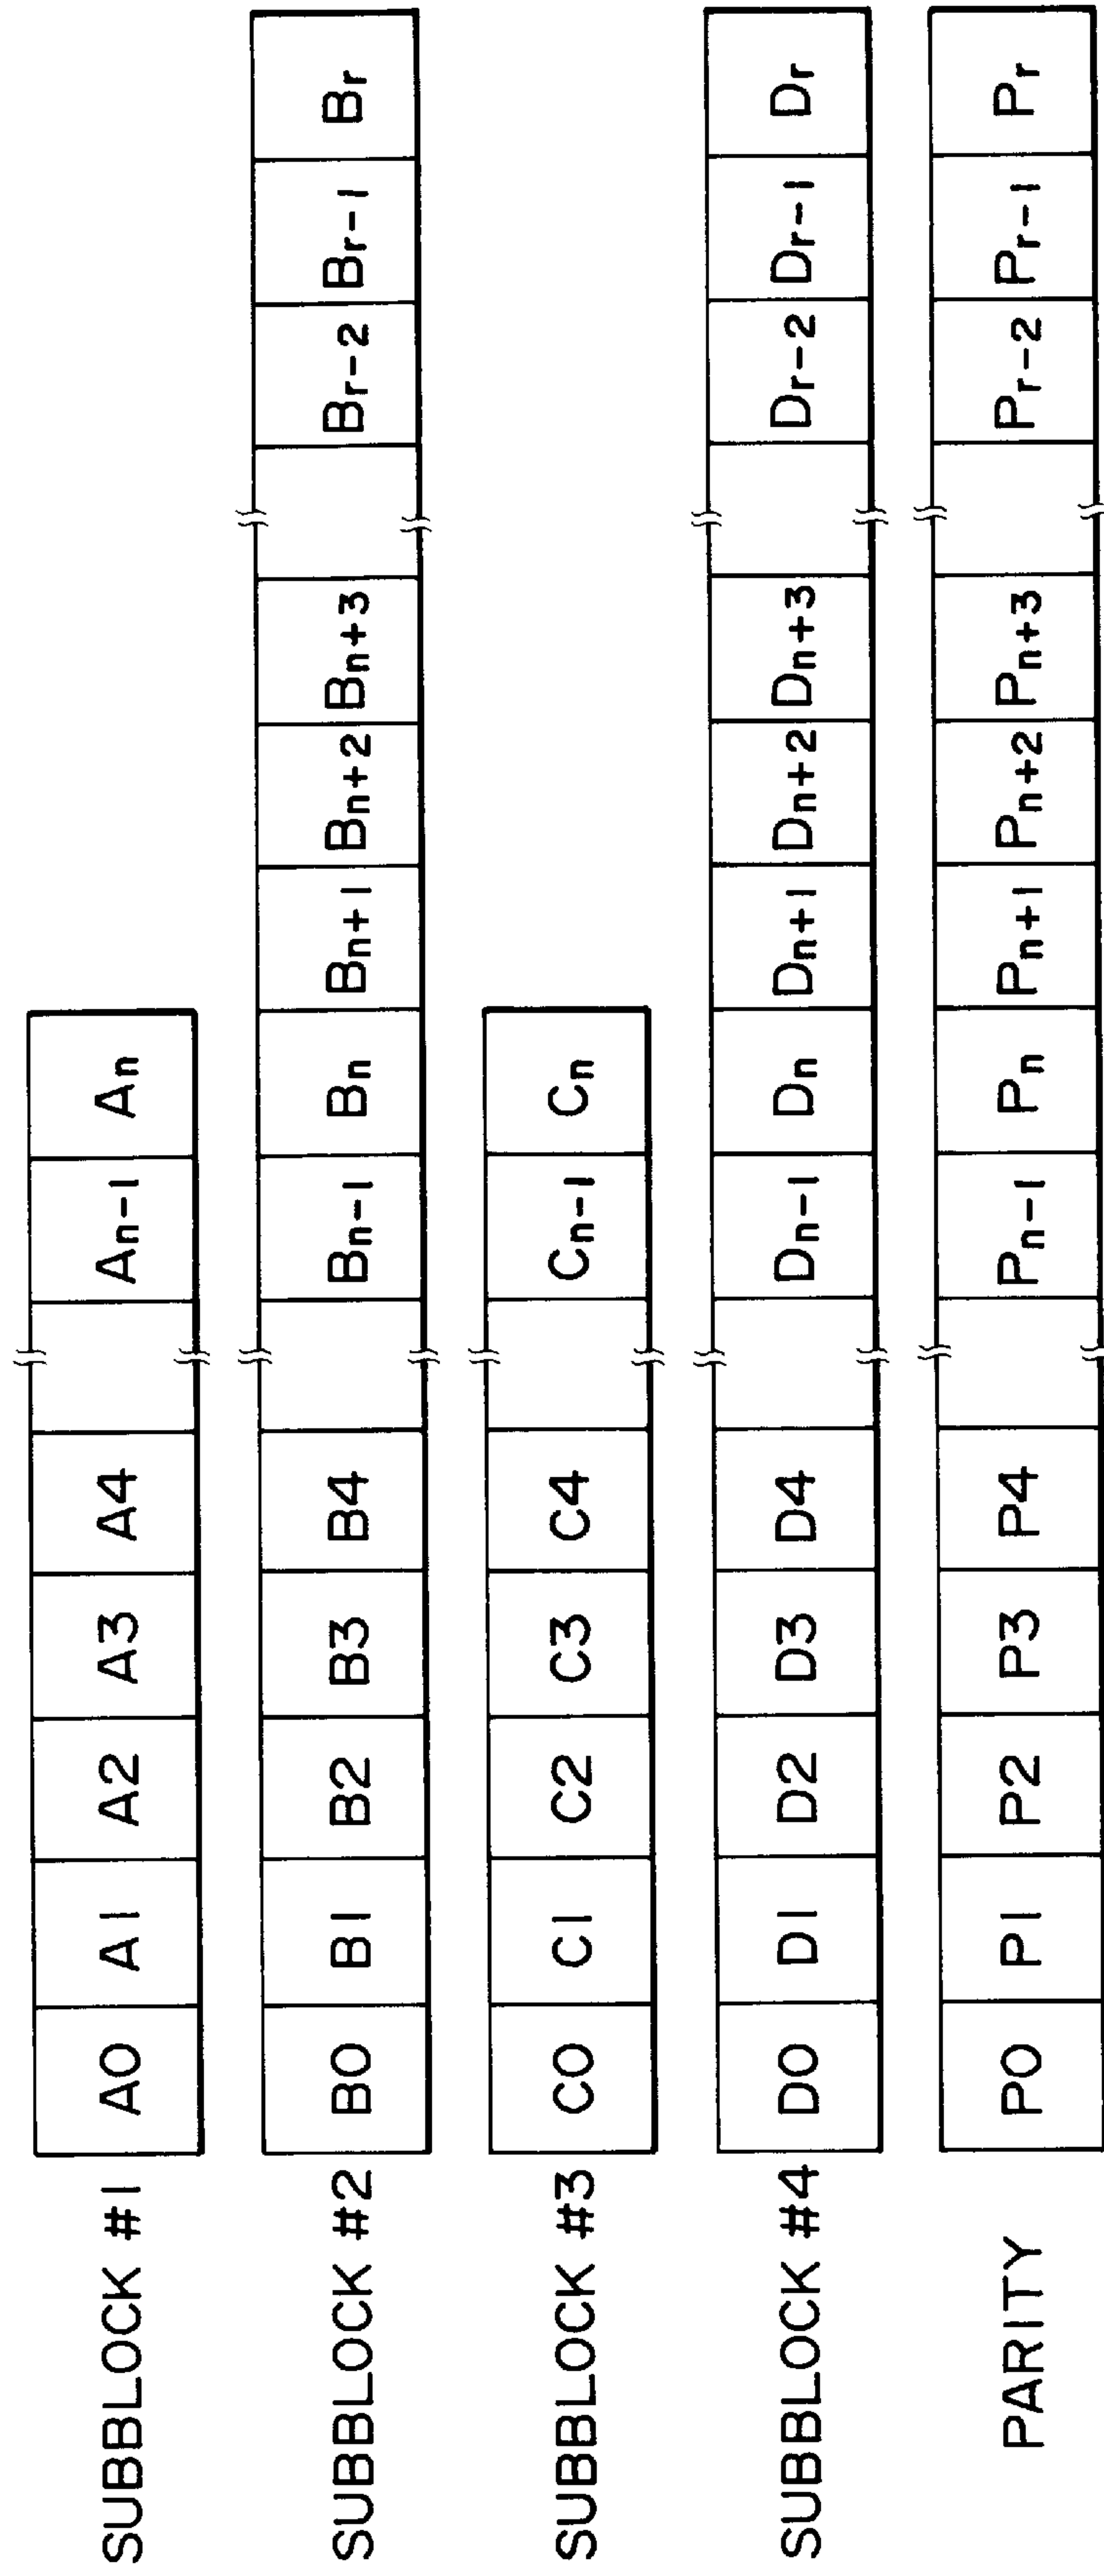 SUBBLOCK #1 A0 A1 A2 A3 A4 An-1 An
SUBBLOCK #2 B0 B1 B2 B3 B4 Bn-1 Bn Bn+1 Bn+2 Bn+3 Br-2 Br-1 Br
SUBBLOCK #3 C0 C1 C2 C3 C4 Cn-1 Cn
SUBBLOCK #4 D0 D1 D2 D3 D4 Dn-1 Dn Dn+1 Dn+2 Dn+3 Dr-2 Dr-1 Dr
PARITY P0 P1 P2 P3 P4 Pn-1 Pn Pn+1 Pn+2 Pn+3 Pr-2 Pr-1 Pr